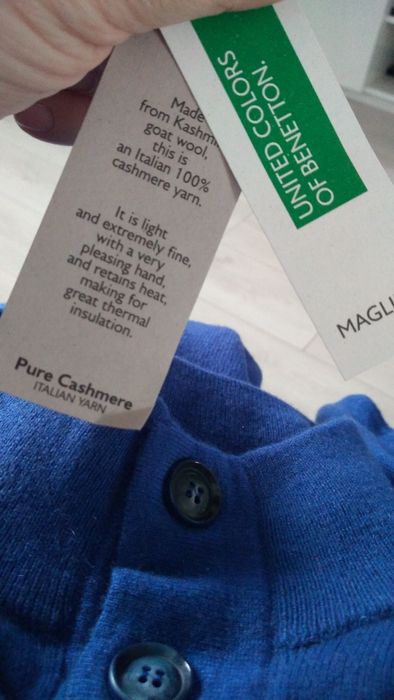 Made
from Kashm
goat wool,
this is
an Italian 100%
cashmere yarn.
It is light
and extremely fine,
with a very
pleasing hand,
and retains heat,
making for
great thermal
insulation.
Pure Cashmere
ITALIAN YARN
UNITED COLORS
OF BENETTON.
MAGLI